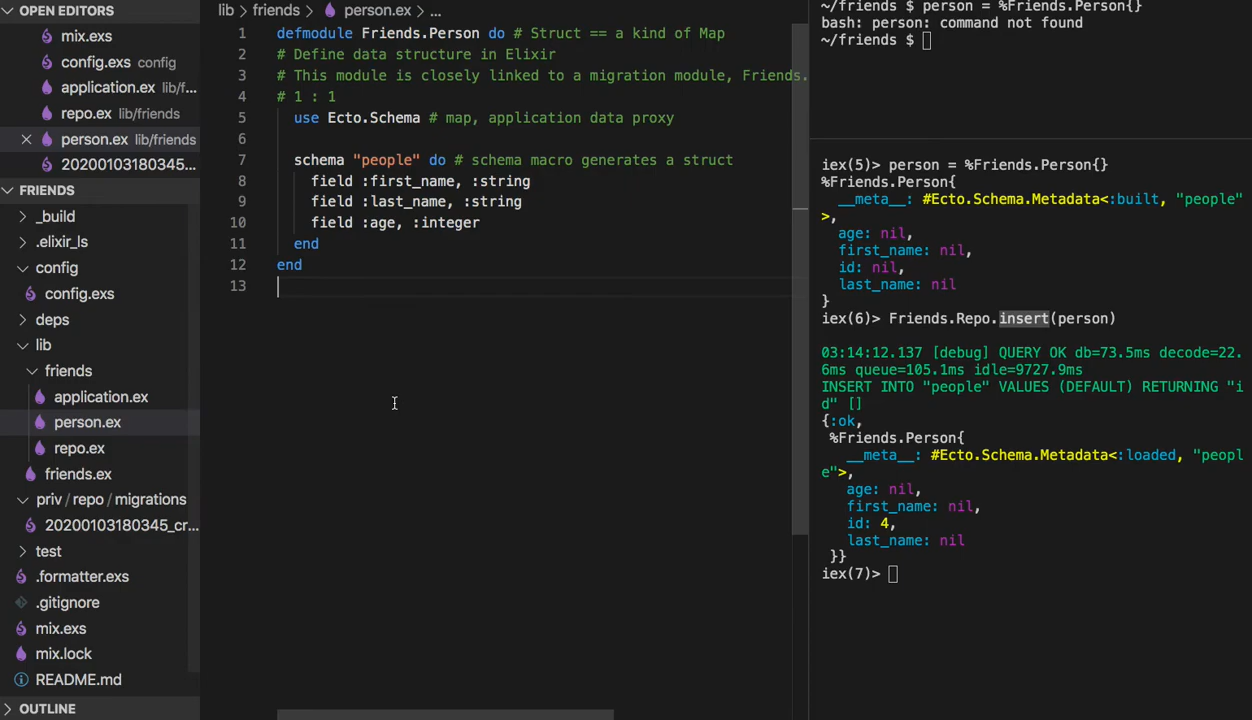 OPEN EDITORS
mix.exs
config.exs config
application.ex lib/f...
repo.ex lib/friends
person.ex lib/friends
20200103180345...
FRIENDS
_build
.elixir_ls
config
config.exs
deps
lib
friends
application.ex
person.ex
repo.ex
friends.ex
priv / repo / migrations
20200103180345_cr...
test
.formatter.exs
.gitignore
mix.exs
mix.lock
README.md
OUTLINE
lib > friends > person.ex > ...
1 defmodule Friends.Person do # Struct == a kind of Map
2 # Define data structure in Elixir
3 # This module is closely linked to a migration module, Friends.
4 # 1 : 1
5 use Ecto.Schema # map, application data proxy
6
7 schema "people" do # schema macro generates a struct
8 field :first_name, :string
9 field :last_name, :string
10 field :age, :integer
11 end
12 end
13
~/friends $ person = %Friends.Person{}
bash: person: command not found
~/friends $
iex(5)> person = %Friends.Person{}
%Friends.Person{
__meta__: #Ecto.Schema.Metadata<:built, "people"
>,
age: nil,
first_name: nil,
id: nil,
last_name: nil
}
iex(6)> Friends.Repo.insert(person)
03:14:12.137 [debug] QUERY OK db=73.5ms decode=22.
6ms queue=105.1ms idle=9727.9ms
INSERT INTO "people" VALUES (DEFAULT) RETURNING "i
d" []
{:ok,
%Friends.Person{
__meta__: #Ecto.Schema.Metadata<:loaded, "peopl
e">,
age: nil,
first_name: nil,
id: 4,
last_name: nil
}}
iex(7)>